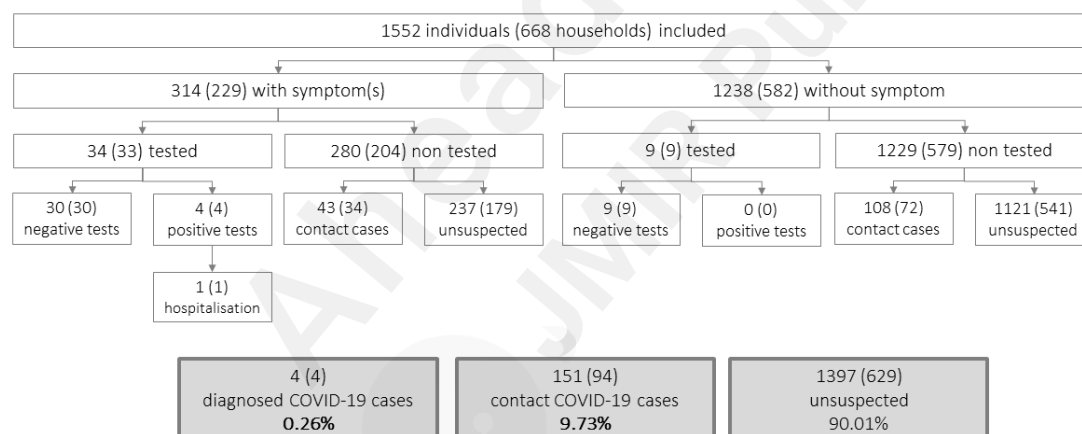 1552 individuals (668 households) included
314 (229) with symptom(s)
1238 (582) without symptom
34 (33) tested
280 (204) non tested
9 (9) tested
1229 (579) non tested
30 (30)
negative tests
4 (4)
positive tests
43 (34)
contact cases
237 (179)
unsuspected
9 (9)
negative tests
0 (0)
positive tests
108 (72)
contact cases
1121 (541)
unsuspected
1 (1)
hospitalisation
4 (4)
diagnosed COVID-19 cases
0.26%
151 (94)
contact COVID-19 cases
9.73%
1397 (629)
unsuspected
90.01%
Ahead
JMIR Pu